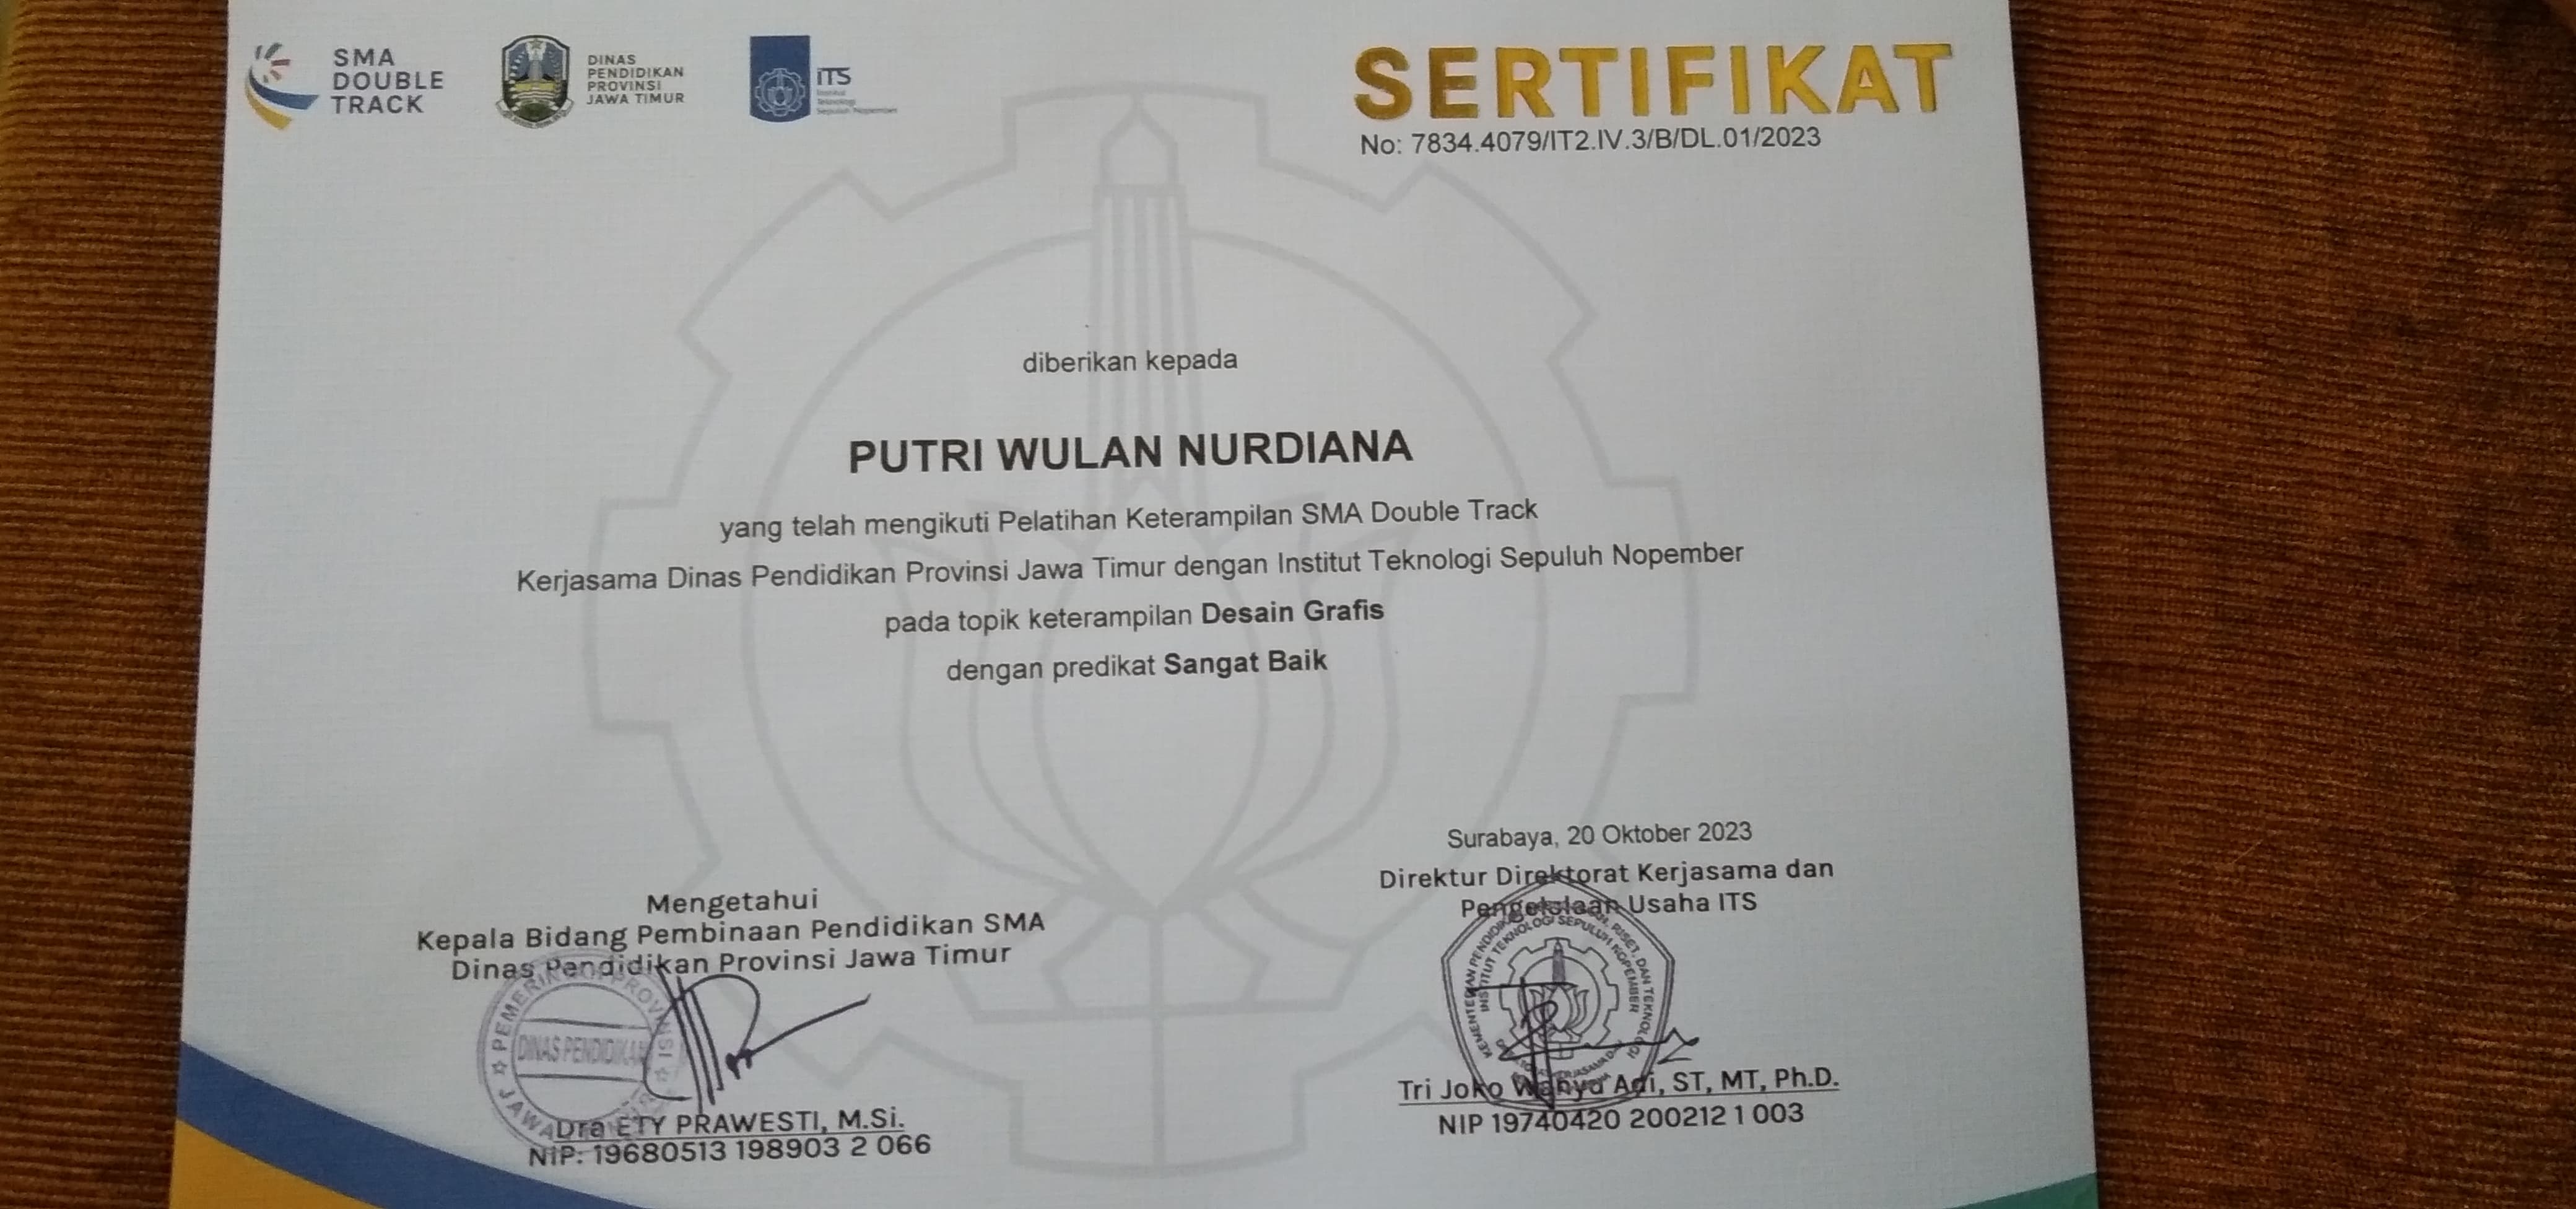 SMA
DOUBLE
TRACK
DINAS
PENDIDIKAN
PROVINSI
JAWA TIMUR
ITS
Institut
Teknologi
Sepuluh Nopember
SERTIFIKAT
No: 7834.4079/IT2.IV.3/B/DL.01/2023
diberikan kepada
PUTRI WULAN NURDIANA
yang telah mengikuti Pelatihan Keterampilan SMA Double Track
Kerjasama Dinas Pendidikan Provinsi Jawa Timur dengan Institut Teknologi Sepuluh Nopember
pada topik keterampilan Desain Grafis
dengan predikat Sangat Baik
Mengetahui
Kepala Bidang Pembinaan Pendidikan SMA
Dinas Pendidikan Provinsi Jawa Timur
PEMERINTAH PROVINSI
DINAS PENDIDIKAN
JAWA
Dra ETY PRAWESTI, M.Si.
NIP: 19680513 198903 2 066
Surabaya, 20 Oktober 2023
Direktur Direktorat Kerjasama dan
Pengelolaan Usaha ITS
KEMENTERIAN PENDIDIKAN, RISET, DAN TEKNOLOGI
INSTITUT TEKNOLOGI SEPULUH NOPEMBER
Tri Joko Wahyu Adi, ST, MT, Ph.D.
NIP 19740420 200212 1 003